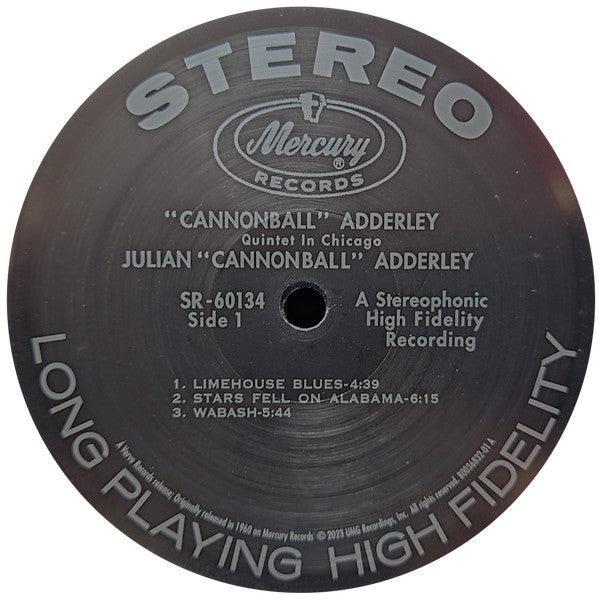 STEREO
Mercury
®
RECORDS
"CANNONBALL" ADDERLEY
Quintet In Chicago
JULIAN "CANNONBALL" ADDERLEY
SR-60134
Side 1
A Stereophonic
High Fidelity
Recording
1. LIMEHOUSE BLUES-4:39
2. STARS FELL ON ALABAMA-6:15
3. WABASH-5:44
A Verve Records release; Originally released in 1960 on Mercury Records © 2023 UMG Recordings, Inc. All rights reserved. B0036832-01 A
LONG PLAYING HIGH FIDELITY